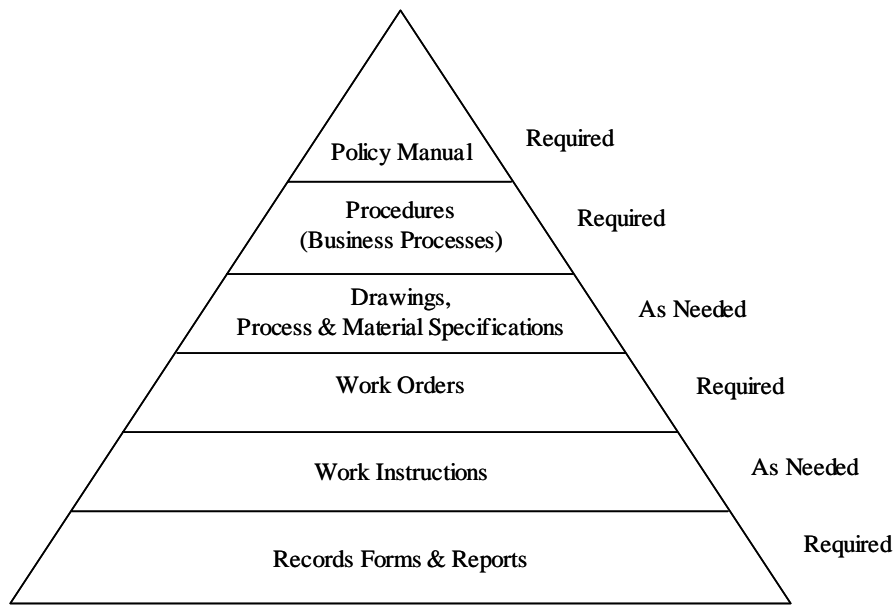 Policy Manual
Required
Procedures
(Business Processes)
Required
Drawings,
Process & Material Specifications
As Needed
Work Orders
Required
Work Instructions
As Needed
Records Forms & Reports
Required